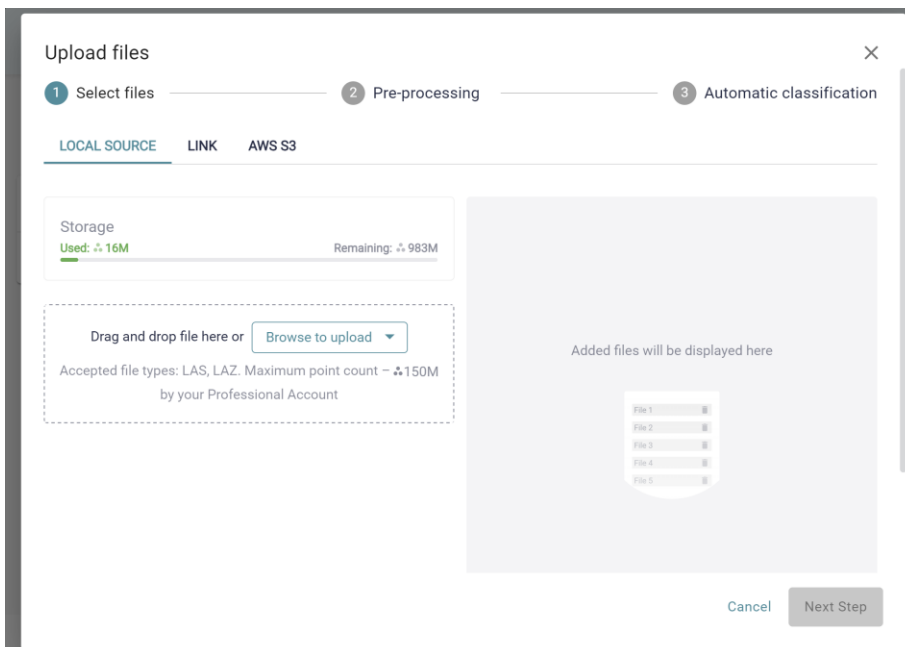 Upload files
1 Select files
2 Pre-processing
3 Automatic classification
LOCAL SOURCE
LINK
AWS S3
Storage
Used: 16M
Remaining: 983M
Drag and drop file here or
Browse to upload
Accepted file types: LAS, LAZ. Maximum point count – 150M
by your Professional Account
Added files will be displayed here
File 1
File 2
File 3
File 4
File 5
Cancel
Next Step